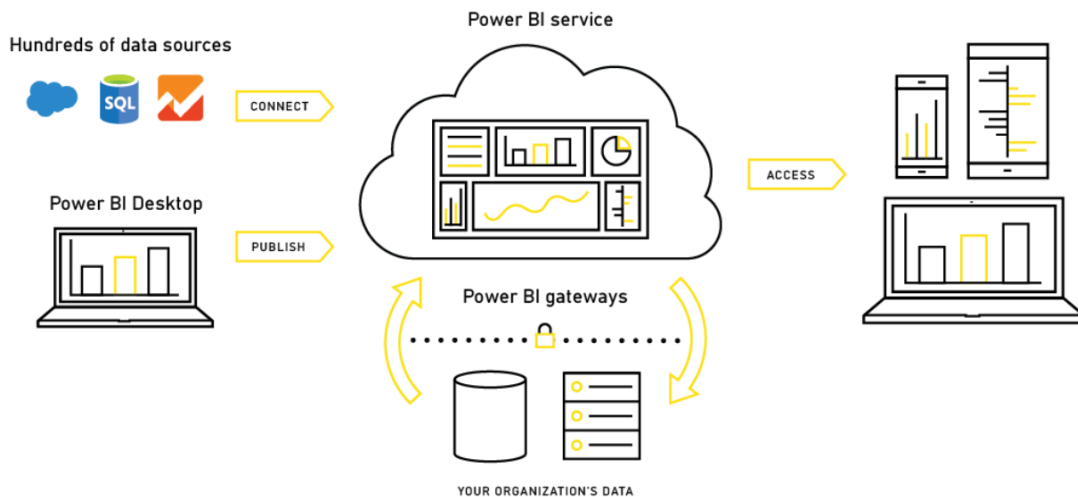 Power BI service
Hundreds of data sources
SQL
CONNECT
ACCESS
Power BI Desktop
PUBLISH
Power BI gateways
YOUR ORGANIZATION'S DATA